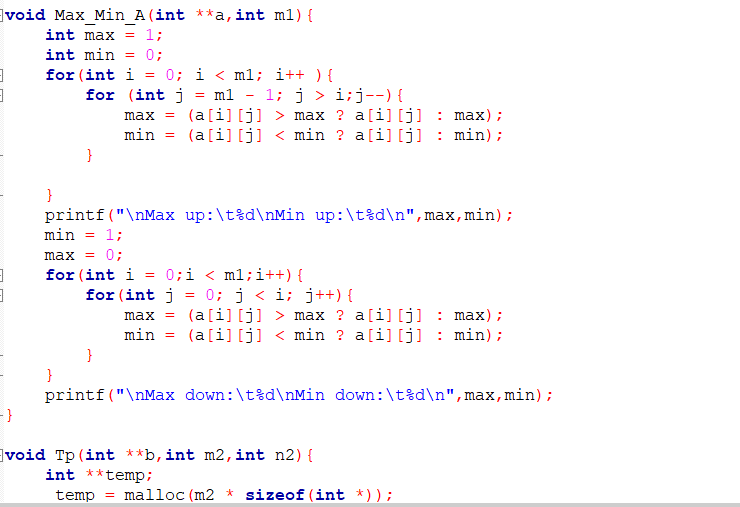 void Max_Min_A(int **a,int m1){
    int max = 1;
    int min = 0;
    for(int i = 0; i < m1; i++ ){
        for (int j = m1 - 1; j > i;j--){
            max = (a[i][j] > max ? a[i][j] : max);
            min = (a[i][j] < min ? a[i][j] : min);
        }

    }
    printf("\nMax up:\t%d\nMin up:\t%d\n",max,min);
    min = 1;
    max = 0;
    for(int i = 0;i < m1;i++){
        for(int j = 0; j < i; j++){
            max = (a[i][j] > max ? a[i][j] : max);
            min = (a[i][j] < min ? a[i][j] : min);
        }
    }
    printf("\nMax down:\t%d\nMin down:\t%d\n",max,min);
}

void Tp(int **b,int m2,int n2){
    int **temp;
     temp = malloc(m2 * sizeof(int *));